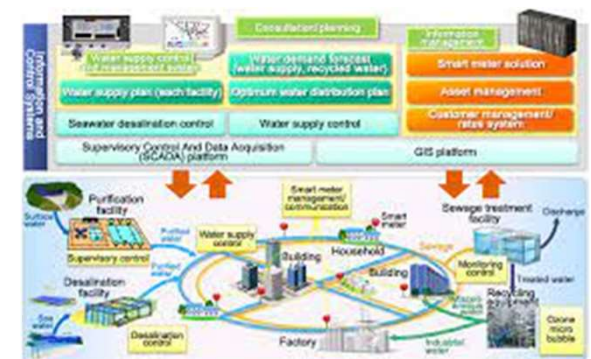 Information and
Control Systems
Consultation/planning
Information
management
Water supply control
Water demand forecast
(water supply, recycled water)
Smart meter solution
Water supply plan (each facility)
Optimum water distribution plan
Asset management
Seawater desalination control
Water supply control
Customer management/
rates system
Supervisory Control And Data Acquisition
(SCADA) platform
GIS platform
Surface
water
Purification
facility
Supervisory control
Purified
water
Water supply
control
Smart meter
management/
communication
Smart
meter
Sewage treatment
facility
Discharge
Building
Household
Building
Sewage
Monitoring
control
Treated water
Desalination
facility
Purified
water
Sea
water
Desalination
control
Factory
Industrial
water
Recycling
equipment
Ozone
micro
bubble